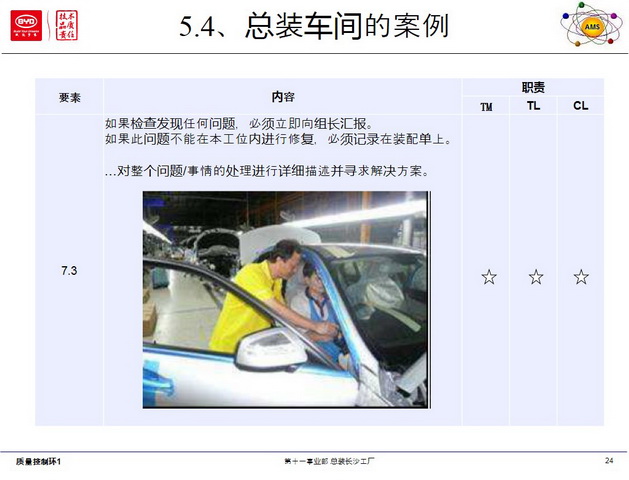 BYD
技术
品质
责信
5.4、总装车间的案例
AMS
要素
内容
职责
TM
TL
CL
如果检查发现任何问题，必须立即向组长汇报。
如果此问题不能在本工位内进行修复，必须记录在装配单上。
…对整个问题/事情的处理进行详细描述并寻求解决方案。
7.3
☆
☆
☆
质量控制环1
第十一事业部 总装长沙工厂
24